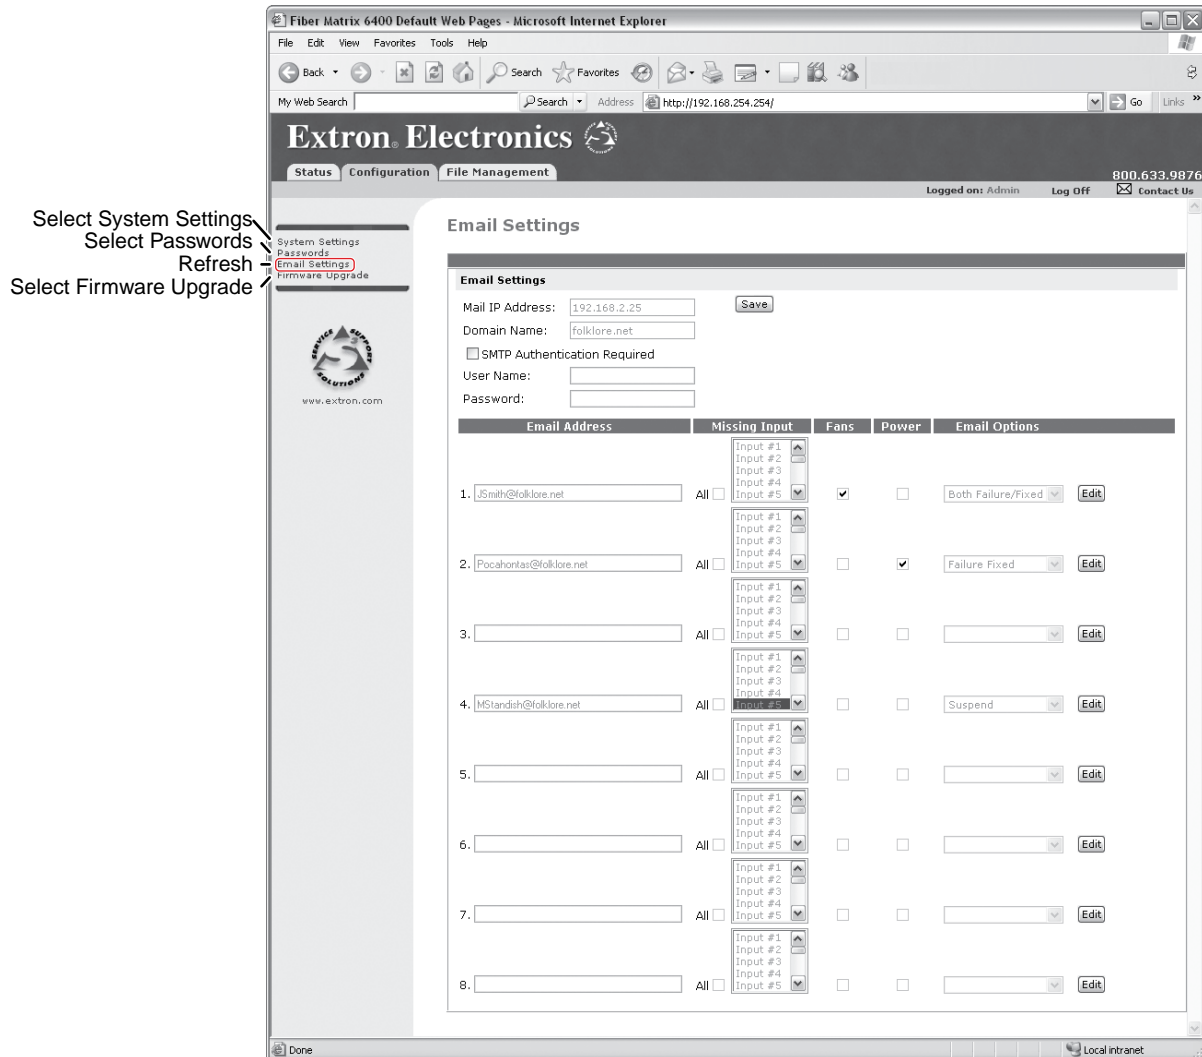 Fiber Matrix 6400 Default Web Pages - Microsoft Internet Explorer
File Edit View Favorites Tools Help
Back Search Favorites
My Web Search Search Address http://192.168.254.254/ Go Links »
Extron® Electronics
SERVICE SUPPORT SOLUTIONS
Status Configuration File Management
800.633.9876
Logged on: Admin Log Off Contact Us
Select System Settings
Select Passwords
Refresh
Select Firmware Upgrade
System Settings
Passwords
Email Settings
Firmware Upgrade
SERVICE SUPPORT SOLUTIONS
S3
www.extron.com
Email Settings
Email Settings
Mail IP Address: 192.168.2.25 Save
Domain Name: folklore.net
SMTP Authentication Required
User Name:
Password:
Email Address Missing Input Fans Power Email Options
Input #1
Input #2
Input #3
Input #4
1. JSmith@folklore.net All Input #5 Both Failure/Fixed Edit
Input #1
Input #2
Input #3
Input #4
2. Pocahontas@folklore.net All Input #5 Failure Fixed Edit
Input #1
Input #2
Input #3
Input #4
3. All Input #5 Edit
Input #1
Input #2
Input #3
Input #4
4. MStandish@folklore.net All Input #5 Suspend Edit
Input #1
Input #2
Input #3
Input #4
5. All Input #5 Edit
Input #1
Input #2
Input #3
Input #4
6. All Input #5 Edit
Input #1
Input #2
Input #3
Input #4
7. All Input #5 Edit
Input #1
Input #2
Input #3
Input #4
8. All Input #5 Edit
Done Local intranet